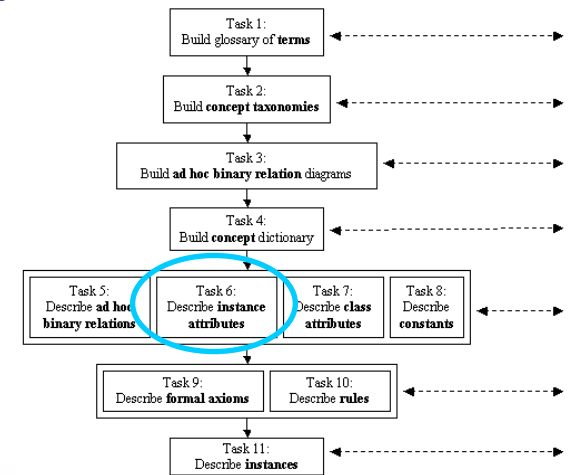 Task 1:
Build glossary of terms
Task 2:
Build concept taxonomies
Task 3:
Build ad hoc binary relation diagrams
Task 4:
Build concept dictionary
Task 5:
Describe ad hoc
binary relations
Task 6:
Describe instance
attributes
Task 7:
Describe class
attributes
Task 8:
Describe
constants
Task 9:
Describe formal axioms
Task 10:
Describe rules
Task 11:
Describe instances